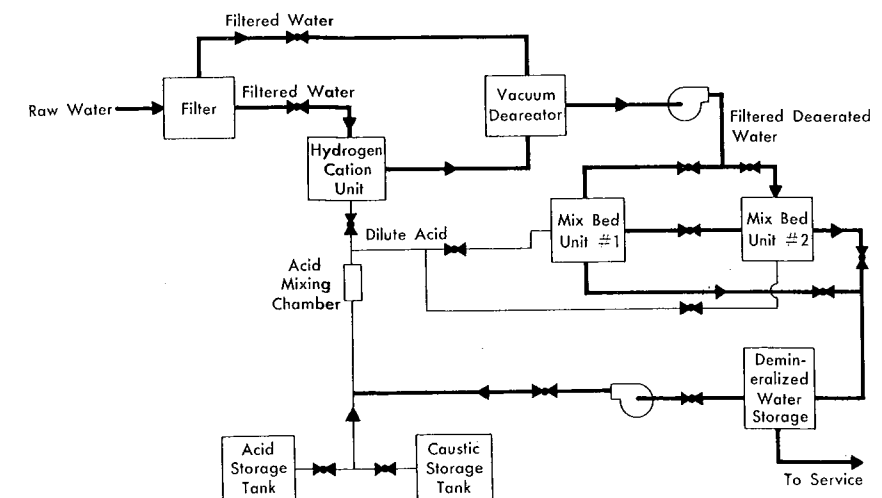 Filtered Water
Raw Water
Filter
Filtered Water
Vacuum
Deareator
Filtered Deaerated
Water
Hydrogen
Cation
Unit
Dilute Acid
Mix Bed
Unit #1
Mix Bed
Unit #2
Acid
Mixing
Chamber
Demin-
eralized
Water
Storage
Acid
Storage
Tank
Caustic
Storage
Tank
To Service